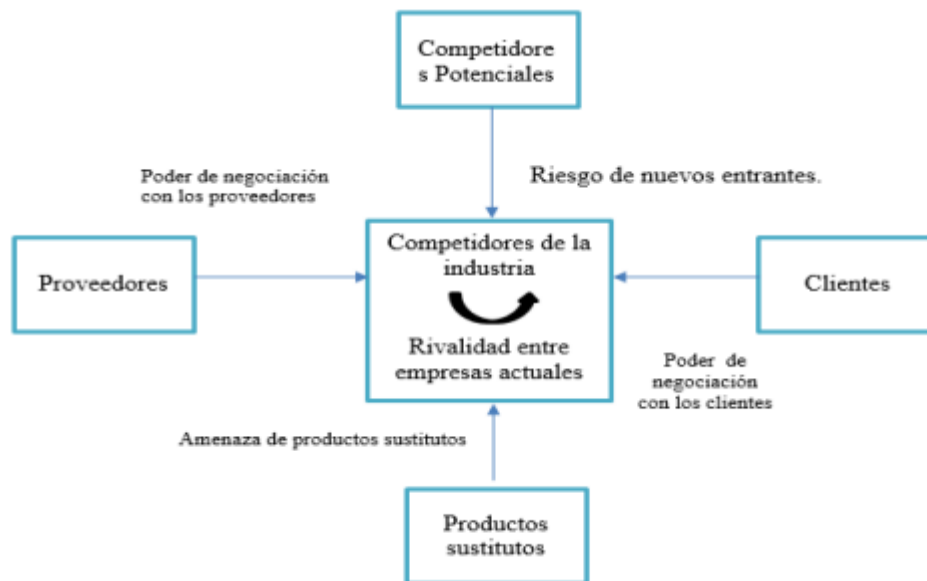 Competidore
s Potenciales
Poder de negociación
con los proveedores
Riesgo de nuevos entrantes.
Proveedores
Competidores de la
industria
Rivalidad entre
empresas actuales
Clientes
Poder de
negociación
con los clientes
Amenaza de productos sustitutos
Productos
sustitutos